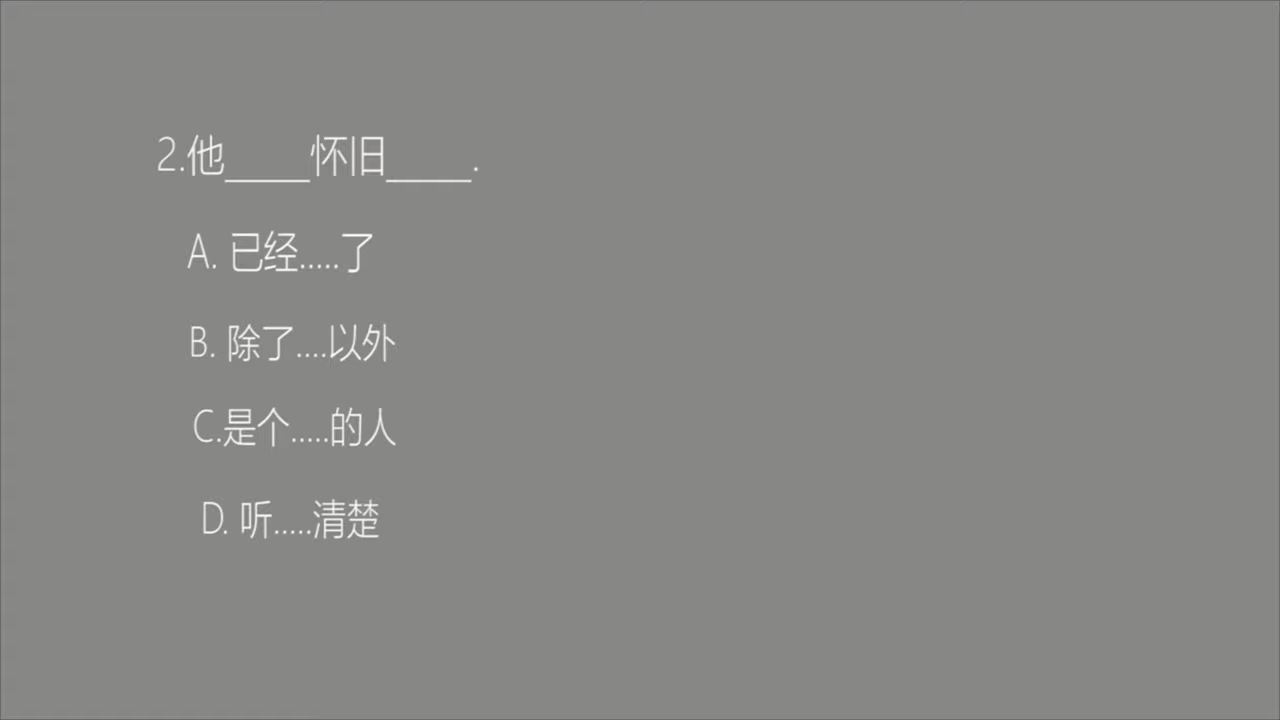 2.他_____怀旧_____.
A. 已经.....了
B. 除了....以外
C.是个.....的人
D. 听.....清楚